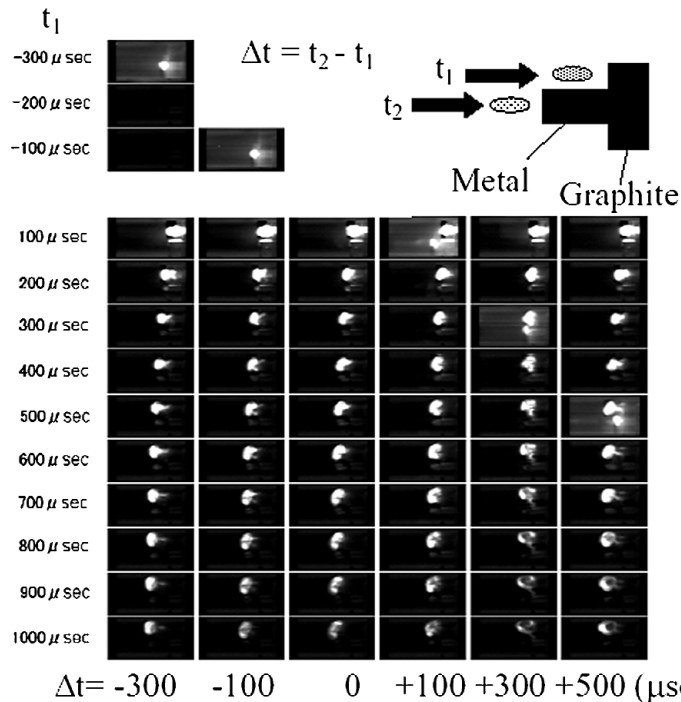 t₁
-300 μ sec
-200 μ sec
-100 μ sec
Δt = t₂ - t₁
t₁
t₂
Metal
Graphite
100 μ sec
200 μ sec
300 μ sec
400 μ sec
500 μ sec
600 μ sec
700 μ sec
800 μ sec
900 μ sec
1000 μ sec
Δt= -300 -100 0 +100 +300 +500 (μs